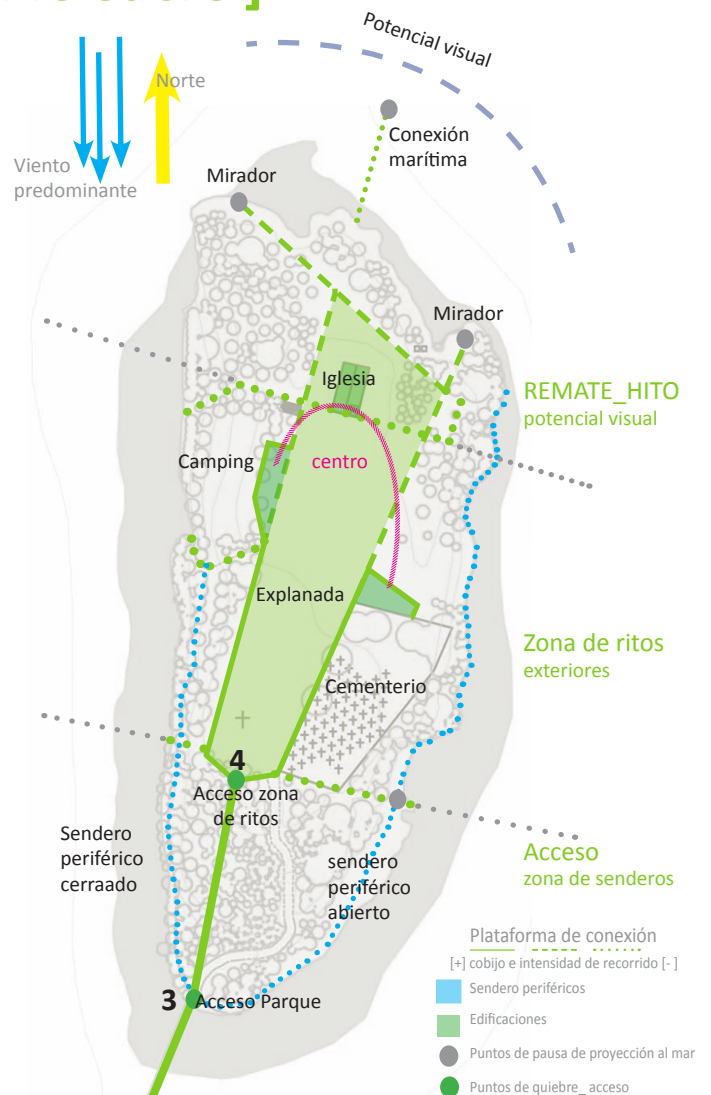 Potencial visual
Norte
Conexión
marítima
Viento
predominante
Mirador
Mirador
Iglesia
REMATE_HITO
potencial visual
Camping
centro
Explanada
Zona de ritos
exteriores
Cementerio
4
Acceso zona
de ritos
Sendero
periférico
cerraado
sendero
periférico
abierto
Acceso
zona de senderos
3 Acceso Parque
Plataforma de conexión
[+] cobijo e intensidad de recorrido [- ]
Sendero periféricos
Edificaciones
Puntos de pausa de proyección al mar
Puntos de quiebre_ acceso